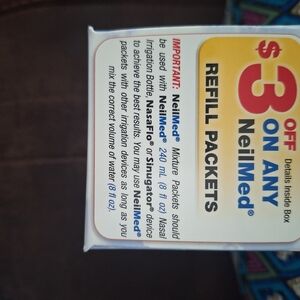 $3 OFF Details Inside Box
ON ANY
NeilMed®
REFILL PACKETS
IMPORTANT: NeilMed® Mixture Packets should
be used with NeilMed® 240 mL (8 fl oz) Nasal
Irrigation Bottle, NasaFlo® or Sinugator® device
to achieve the best results. You may use NeilMed®
packets with other irrigation devices as long as you
mix the correct volume of water (8 fl oz).